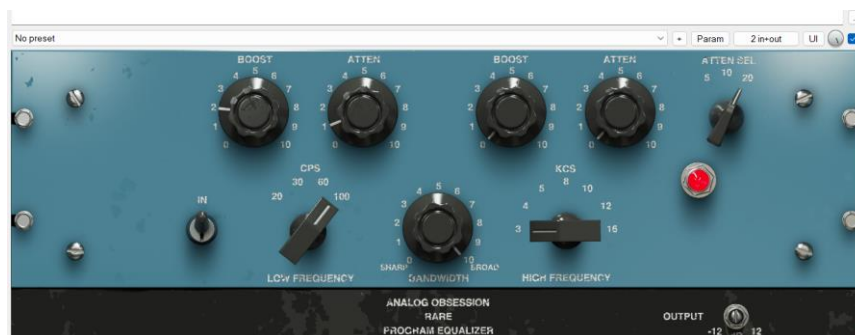 No preset + Param 2 in+out UI
BOOST ATTEN BOOST ATTEN ATTEN SEL
0 1 2 3 4 5 6 7 8 9 10
0 1 2 3 4 5 6 7 8 9 10
0 1 2 3 4 5 6 7 8 9 10
0 1 2 3 4 5 6 7 8 9 10
5 10 20
IN
CPS
20 30 60 100
LOW FREQUENCY
0 1 2 3 4 5 6 7 8 9 10
SHARP BROAD
BANDWIDTH
KCS
3 4 5 8 10 12 16
HIGH FREQUENCY
ANALOG OBSESSION
RARE
PROGRAM EQUALIZER
OUTPUT
-12 12